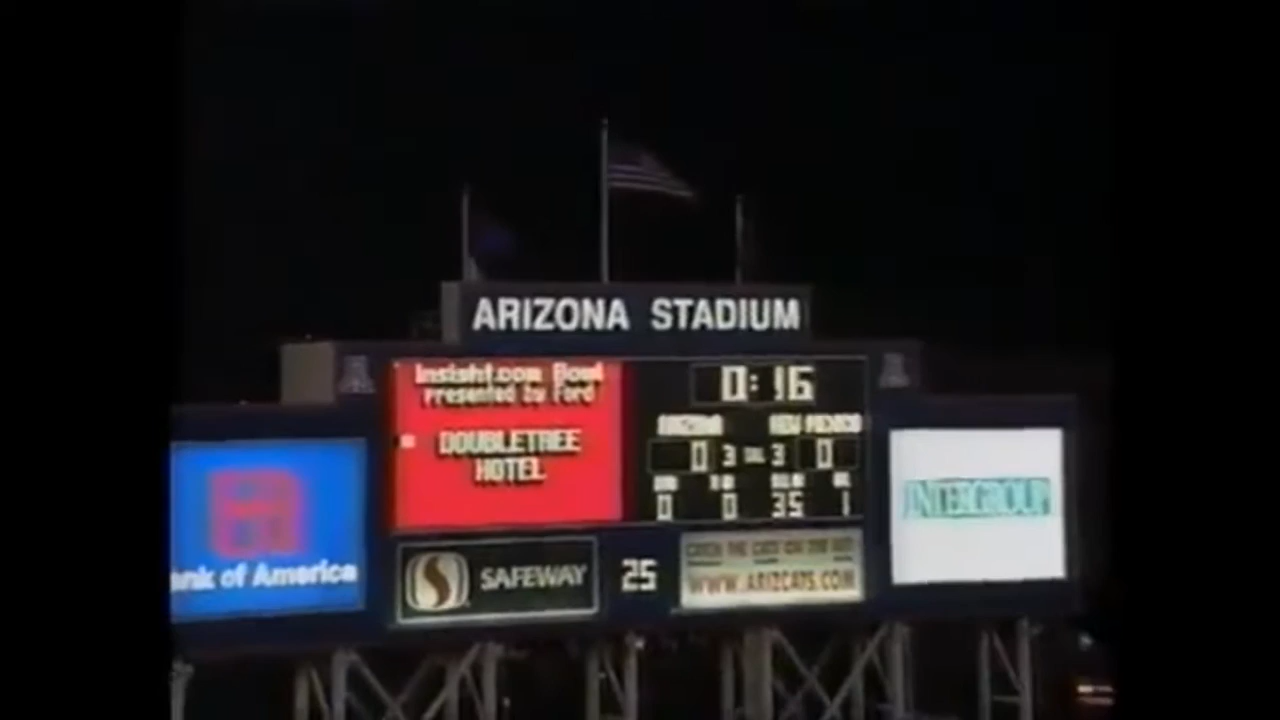 ARIZONA STADIUM
Insight.com Bowl
Presented by Ford
DOUBLETREE
HOTEL
0:16
ARIZONA NEW MEXICO
0 3 3 0
0 0 35 1
ank of America
SAFEWAY
25
WWW.ARIZCATS.COM
INTERGROUP